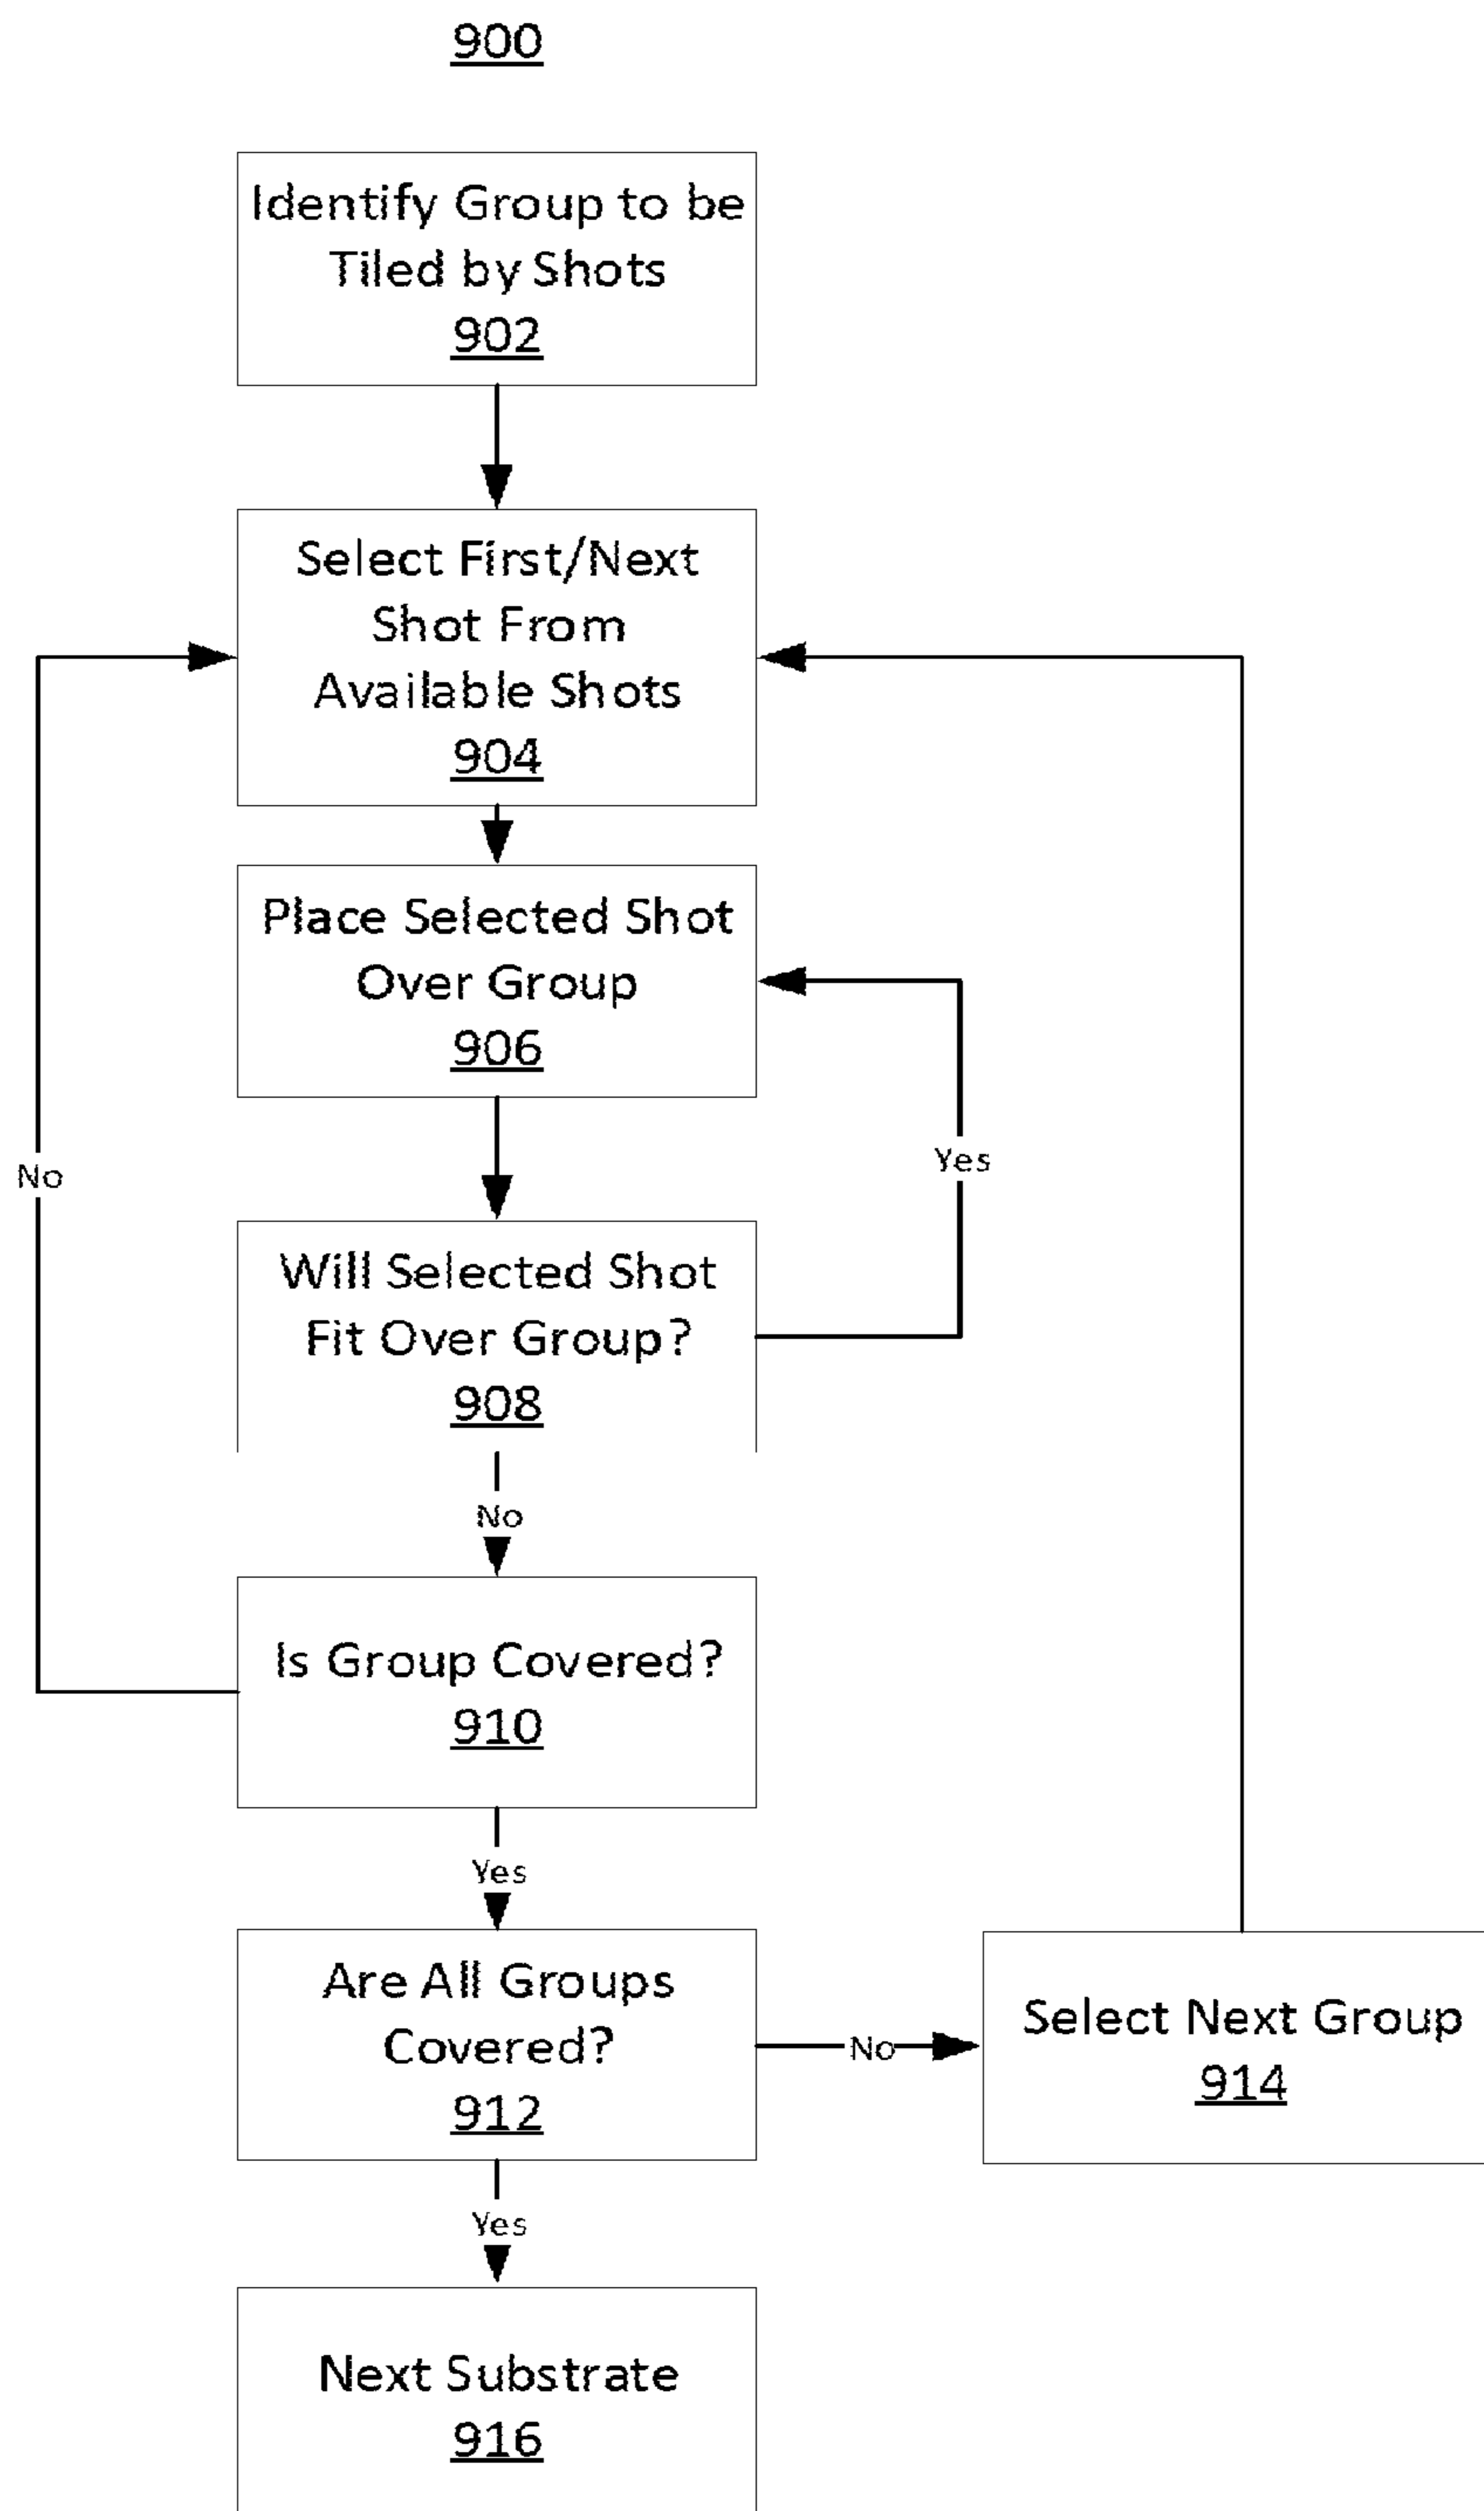 900
Identify Group to be
Tiled by Shots
902
Select First/Next
Shot From
Available Shots
904
Place Selected Shot
Over Group
906
Yes
No
Will Selected Shot
Fit Over Group?
908
No
Is Group Covered?
910
Yes
Are All Groups
Covered?
912
No
Select Next Group
914
Yes
Next Substrate
916